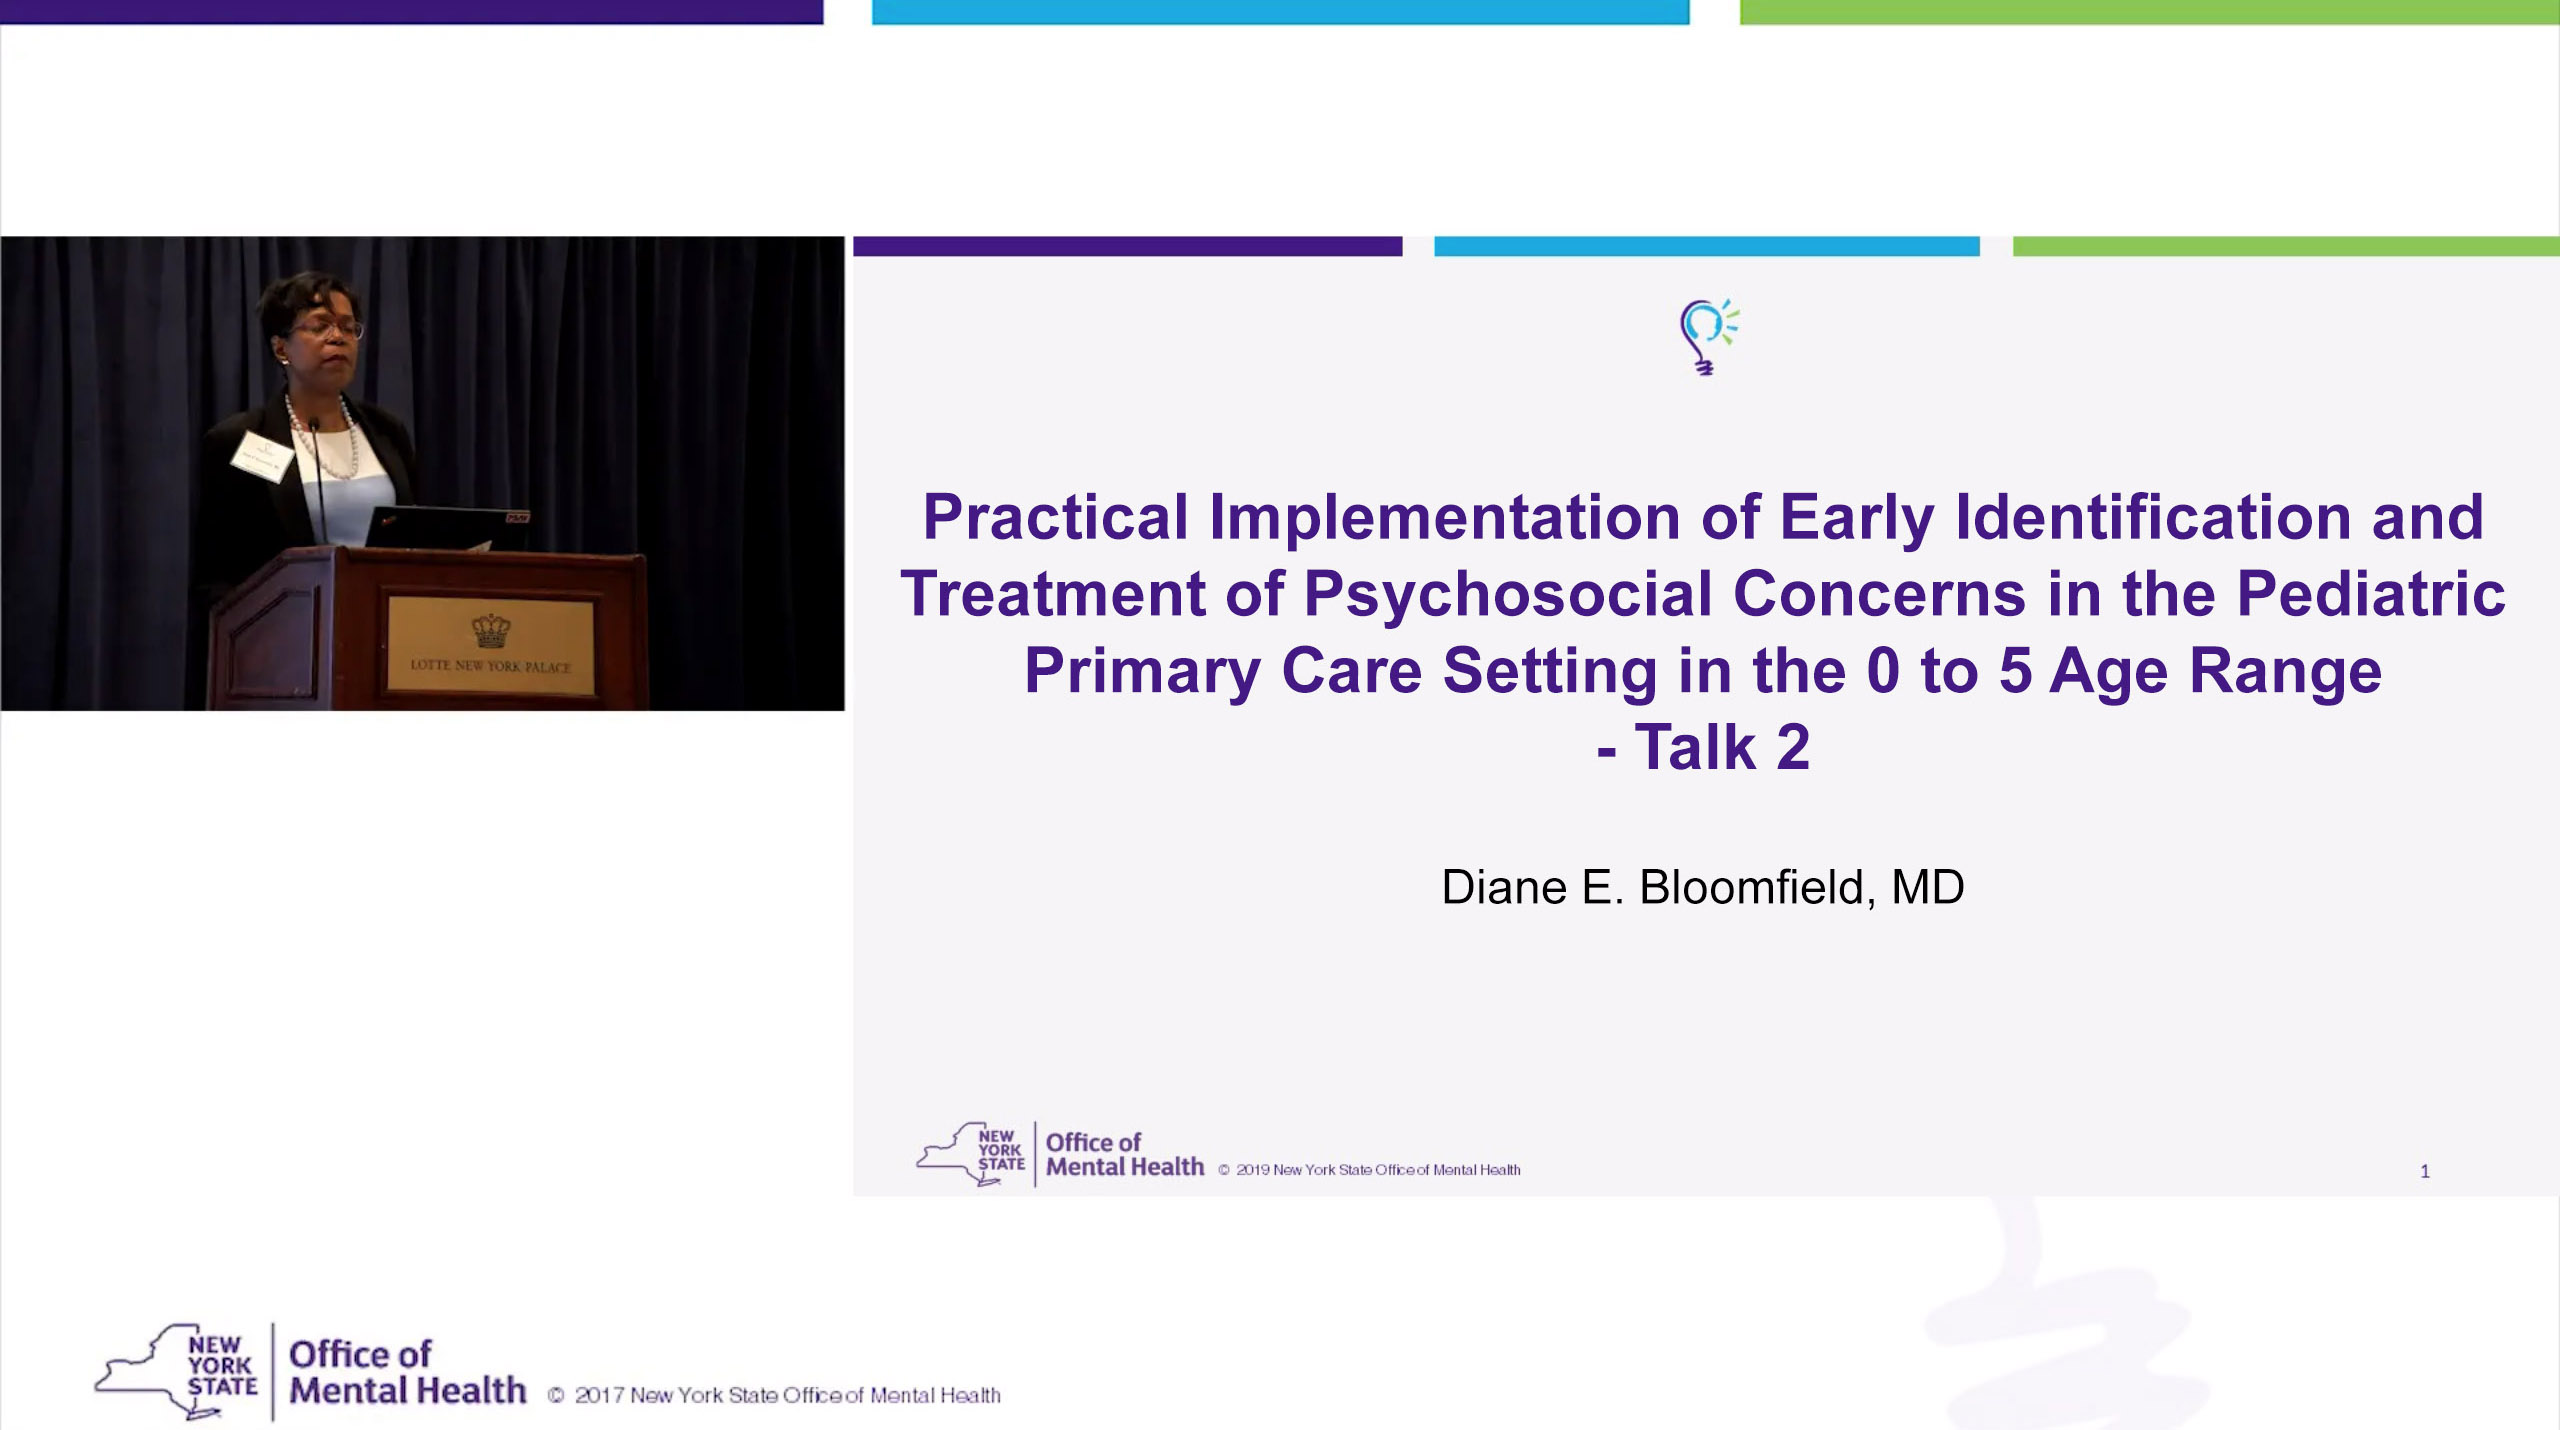 LOTTE NEW YORK PALACE
Practical Implementation of Early Identification and
Treatment of Psychosocial Concerns in the Pediatric
Primary Care Setting in the 0 to 5 Age Range
- Talk 2
Diane E. Bloomfield, MD
NEW
YORK
STATE
Office of
Mental Health
© 2019 New York State Office of Mental Health
1
NEW
YORK
STATE
Office of
Mental Health
© 2017 New York State Office of Mental Health